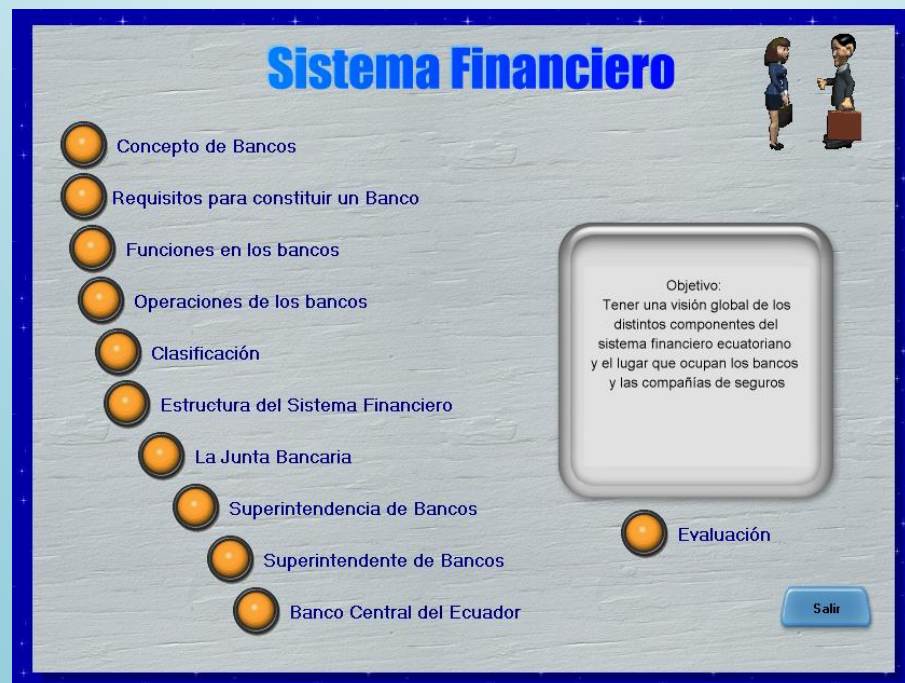 Sistema Financiero
Concepto de Bancos
Requisitos para constituir un Banco
Funciones en los bancos
Operaciones de los bancos
Clasificación
Estructura del Sistema Financiero
La Junta Bancaria
Superintendencia de Bancos
Superintendente de Bancos
Banco Central del Ecuador
Objetivo:
Tener una visión global de los
distintos componentes del
sistema financiero ecuatoriano
y el lugar que ocupan los bancos
y las compañías de seguros
Evaluación
Salir